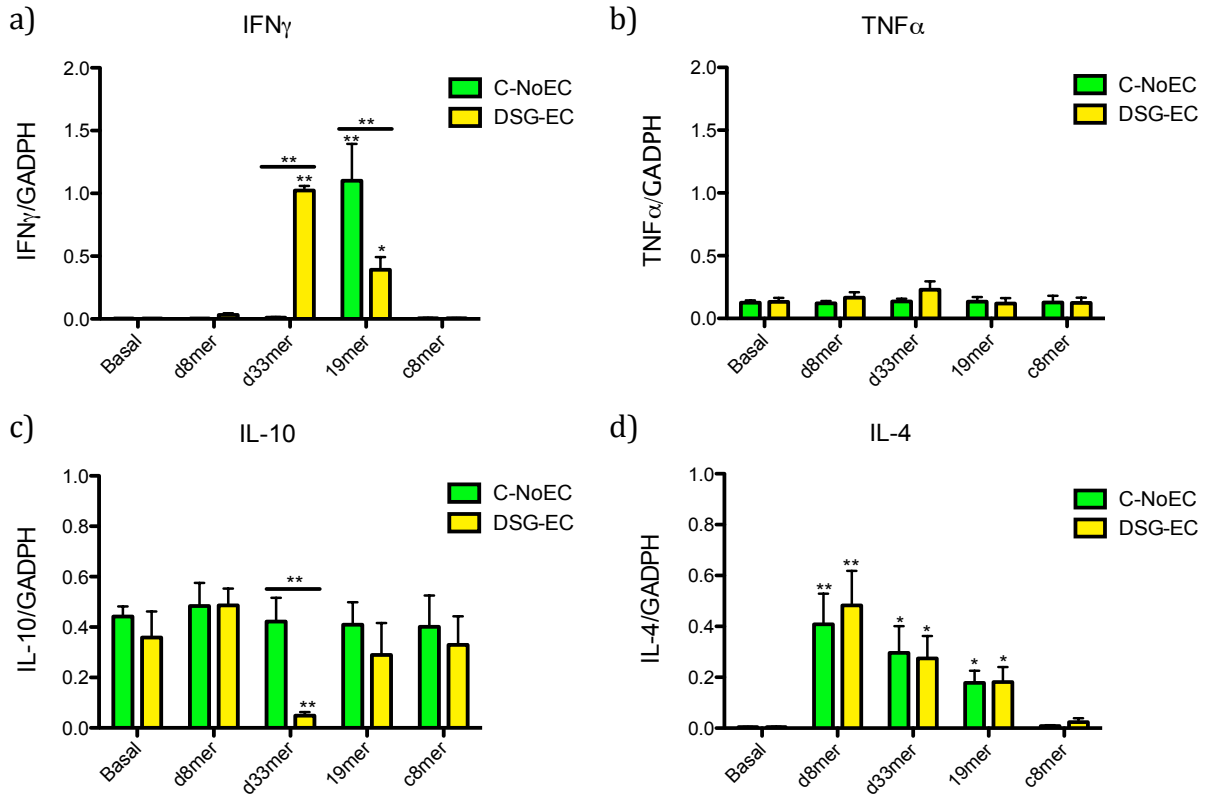 a)
IFNγ
IFNγ/GADPH
2.0
1.5
1.0
0.5
0.0
C-NoEC
DSG-EC
**
**
**
**
*
Basal
d8mer
d33mer
19mer
c8mer
b)
TNFα
TNFα/GADPH
2.0
1.5
1.0
0.5
0.0
C-NoEC
DSG-EC
Basal
d8mer
d33mer
19mer
c8mer
c)
IL-10
IL-10/GADPH
1.0
0.8
0.6
0.4
0.2
0.0
C-NoEC
DSG-EC
**
**
Basal
d8mer
d33mer
19mer
c8mer
d)
IL-4
IL-4/GADPH
1.0
0.8
0.6
0.4
0.2
0.0
C-NoEC
DSG-EC
**
**
*
*
*
*
Basal
d8mer
d33mer
19mer
c8mer